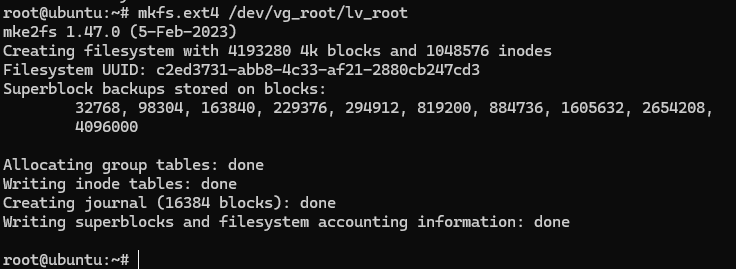 root@ubuntu:~# mkfs.ext4 /dev/vg_root/lv_root
mke2fs 1.47.0 (5-Feb-2023)
Creating filesystem with 4193280 4k blocks and 1048576 inodes
Filesystem UUID: c2ed3731-abb8-4c33-af21-2880cb247cd3
Superblock backups stored on blocks:
32768, 98304, 163840, 229376, 294912, 819200, 884736, 1605632, 2654208,
4096000
Allocating group tables: done
Writing inode tables: done
Creating journal (16384 blocks): done
Writing superblocks and filesystem accounting information: done
root@ubuntu:~#